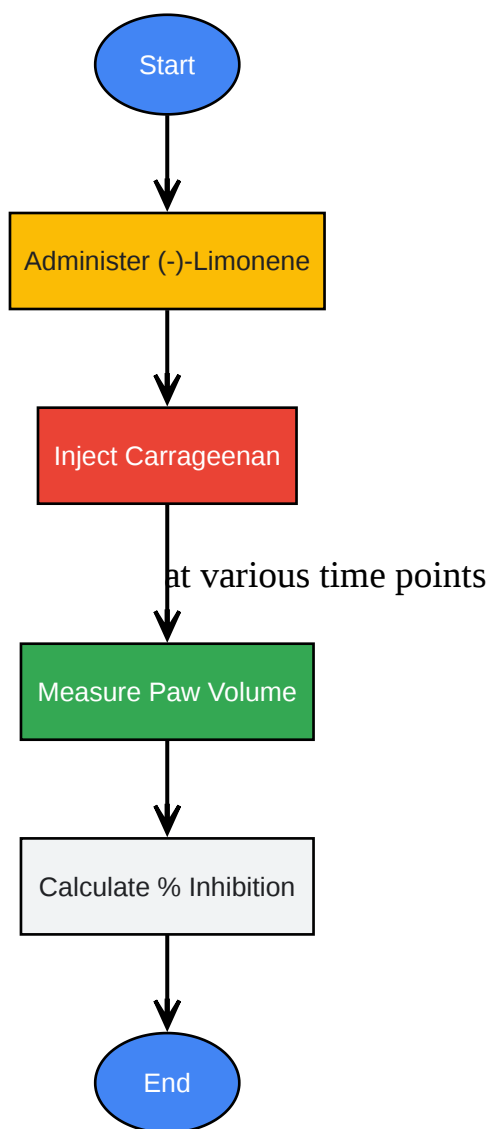 Start
Administer (-)-Limonene
Inject Carrageenan
at various time points
Measure Paw Volume
Calculate % Inhibition
End